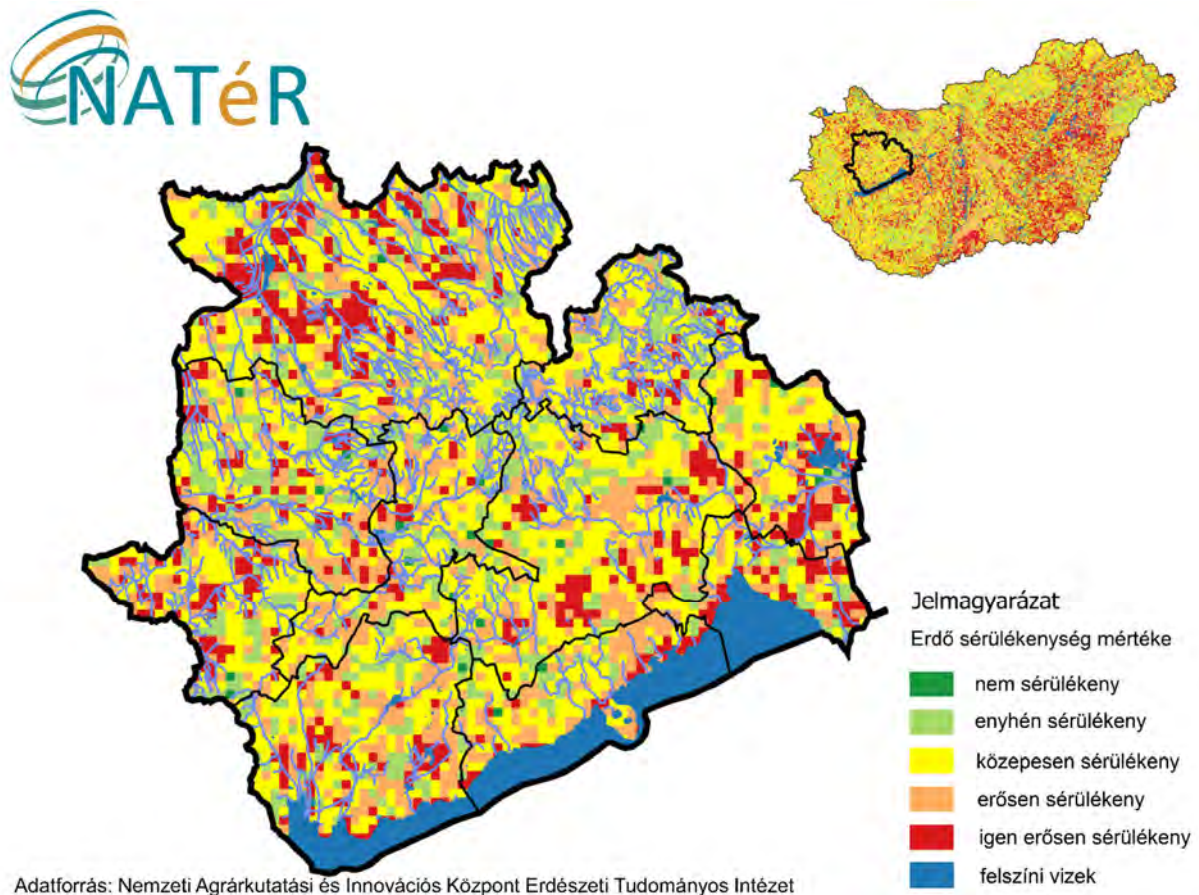 NATéR
Jelmagyarázat
Erdő sérülékenység mértéke
nem sérülékeny
enyhén sérülékeny
közepesen sérülékeny
erősen sérülékeny
igen erősen sérülékeny
felszíni vizek
Adatforrás: Nemzeti Agrárkutatási és Innovációs Központ Erdészeti Tudományos Intézet